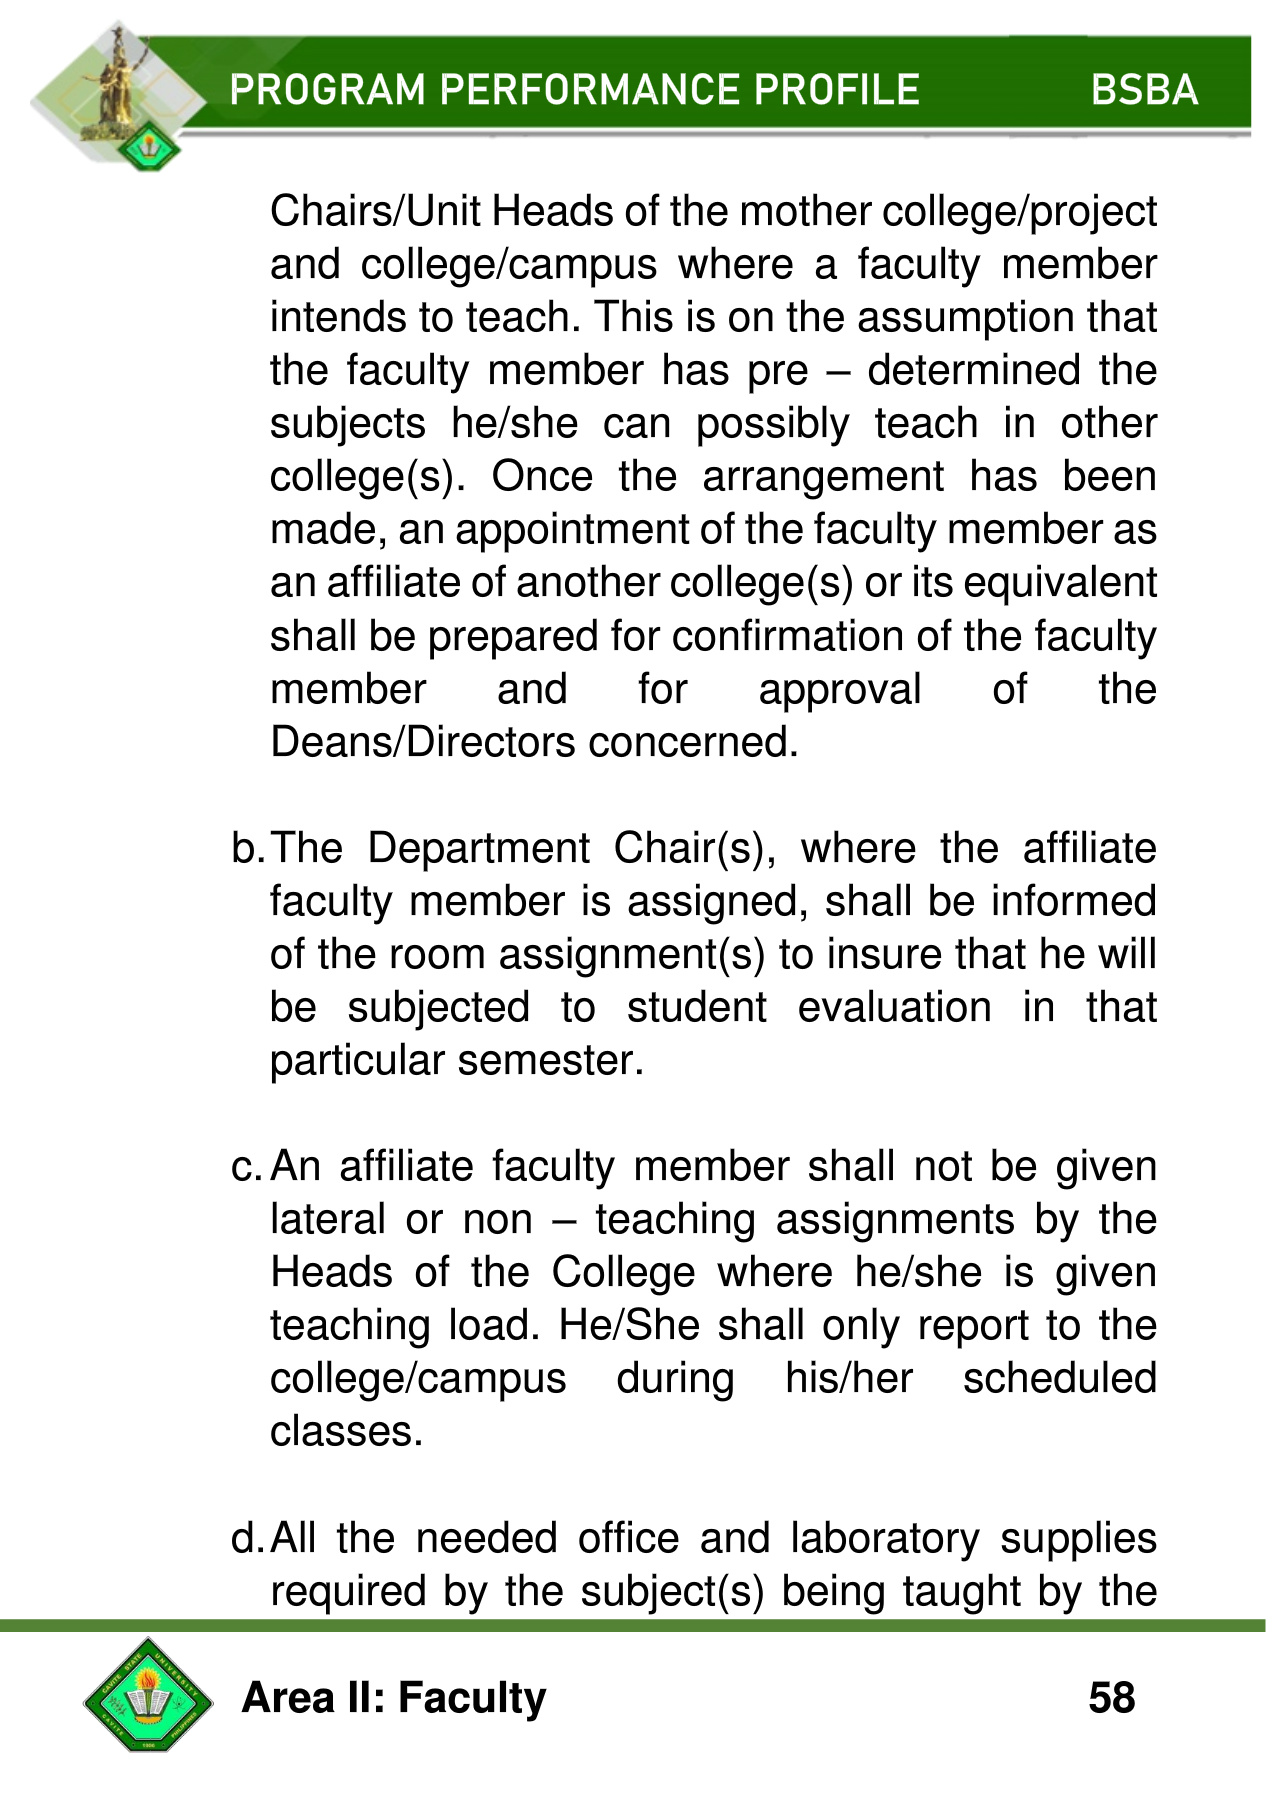 PROGRAM PERFORMANCE PROFILE BSBA
Chairs/Unit Heads of the mother college/project
and college/campus where a faculty member
intends to teach. This is on the assumption that
the faculty member has pre – determined the
subjects he/she can possibly teach in other
college(s). Once the arrangement has been
made, an appointment of the faculty member as
an affiliate of another college(s) or its equivalent
shall be prepared for confirmation of the faculty
member and for approval of the
Deans/Directors concerned.
b. The Department Chair(s), where the affiliate
faculty member is assigned, shall be informed
of the room assignment(s) to insure that he will
be subjected to student evaluation in that
particular semester.
c. An affiliate faculty member shall not be given
lateral or non – teaching assignments by the
Heads of the College where he/she is given
teaching load. He/She shall only report to the
college/campus during his/her scheduled
classes.
d. All the needed office and laboratory supplies
required by the subject(s) being taught by the
CAVITE STATE UNIVERSITY
CAVITE 1906 PHILIPPINES
Area II: Faculty 58